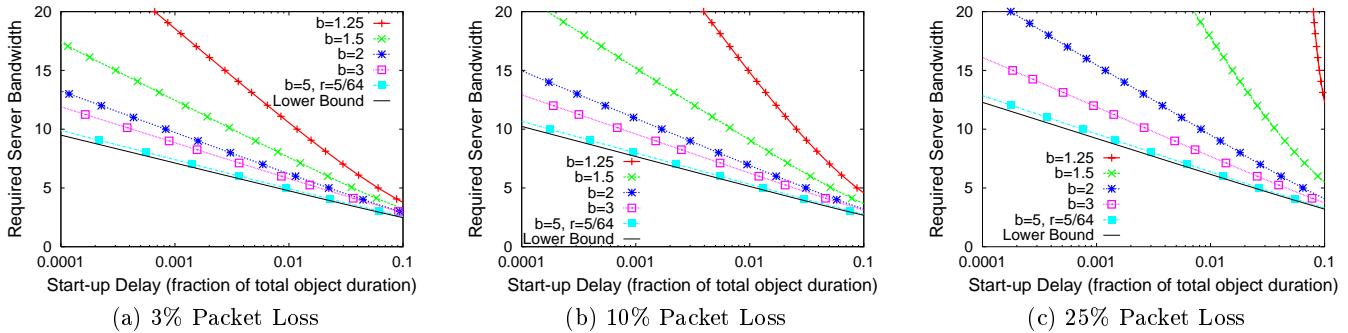 Required Server Bandwidth
20
15
10
5
0
b=1.25
b=1.5
b=2
b=3
b=5, r=5/64
Lower Bound
0.0001 0.001 0.01 0.1
Start-up Delay (fraction of total object duration)
(a) 3% Packet Loss
Required Server Bandwidth
20
15
10
5
0
b=1.25
b=1.5
b=2
b=3
b=5, r=5/64
Lower Bound
0.0001 0.001 0.01 0.1
Start-up Delay (fraction of total object duration)
(b) 10% Packet Loss
Required Server Bandwidth
20
15
10
5
0
b=1.25
b=1.5
b=2
b=3
b=5, r=5/64
Lower Bound
0.0001 0.001 0.01 0.1
Start-up Delay (fraction of total object duration)
(c) 25% Packet Loss